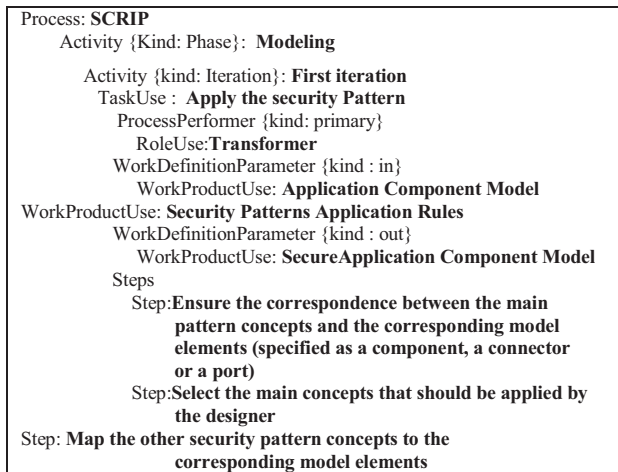 Process: SCRIP
Activity {Kind: Phase}: Modeling
Activity {kind: Iteration}: First iteration
TaskUse : Apply the security Pattern
ProcessPerformer {kind: primary}
RoleUse:Transformer
WorkDefinitionParameter {kind : in}
WorkProductUse: Application Component Model
WorkProductUse: Security Patterns Application Rules
WorkDefinitionParameter {kind : out}
WorkProductUse: SecureApplication Component Model
Steps
Step:Ensure the correspondence between the main
pattern concepts and the corresponding model
elements (specified as a component, a connector
or a port)
Step:Select the main concepts that should be applied by
the designer
Step: Map the other security pattern concepts to the
corresponding model elements